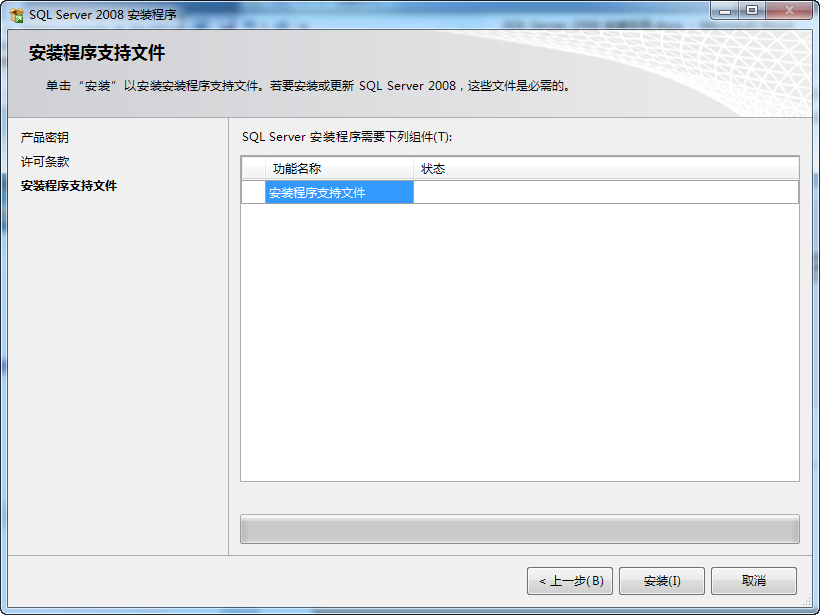 SQL Server 2008 安装程序
安装程序支持文件
单击“安装”以安装安装程序支持文件。若要安装或更新 SQL Server 2008，这些文件是必需的。
产品密钥
许可条款
安装程序支持文件
SQL Server 安装程序需要下列组件(T):
功能名称 状态
安装程序支持文件
< 上一步(B) 安装(I) 取消